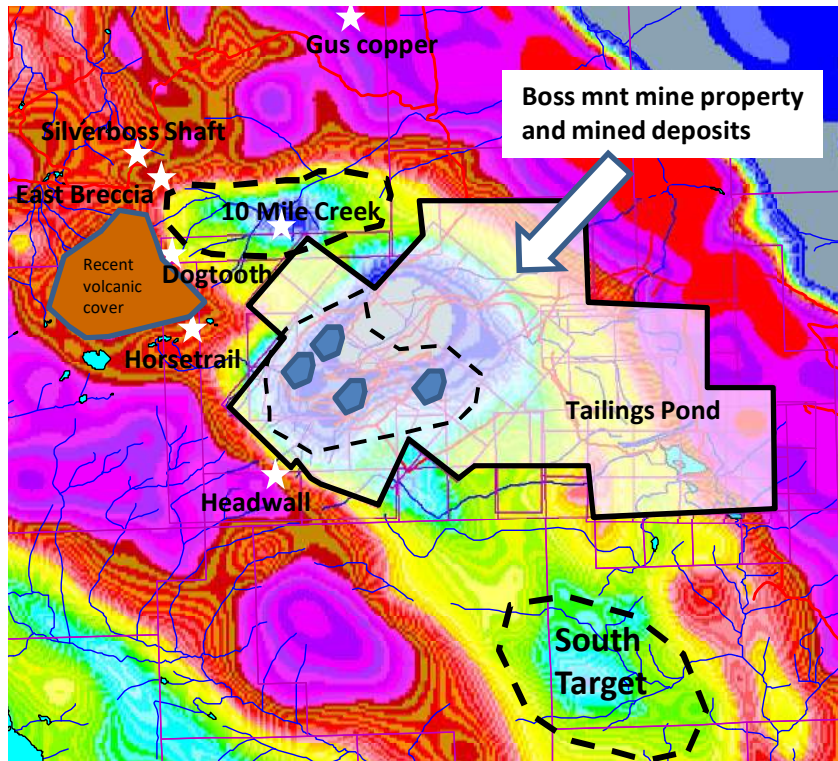 Gus copper
Boss mnt mine property
and mined deposits
Silverboss Shaft
East Breccia
10 Mile Creek
Dogtooth
Recent
volcanic
cover
Horsetrail
Tailings Pond
Headwall
South
Target